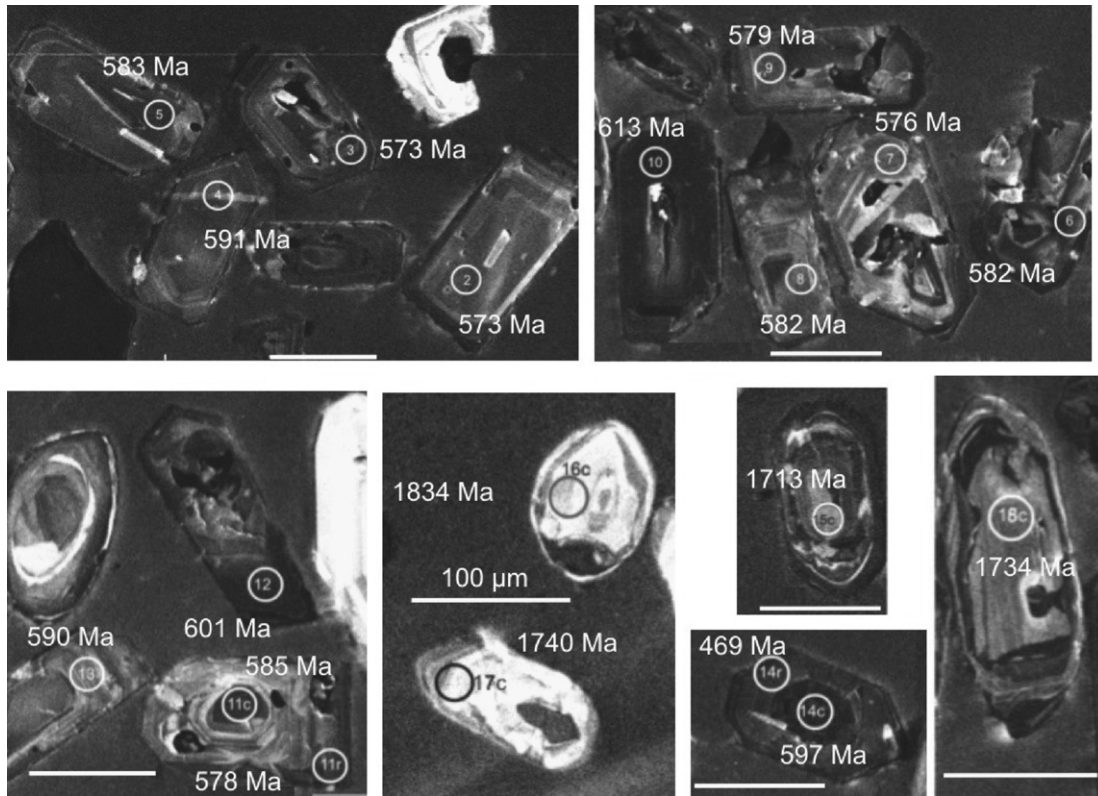 583 Ma
5
3
573 Ma
4
591 Ma
2
573 Ma
579 Ma
9
613 Ma
576 Ma
10
7
6
8
582 Ma
582 Ma
12
590 Ma
601 Ma
585 Ma
13
11c
578 Ma
11r
16c
1834 Ma
100 µm
1740 Ma
17c
1713 Ma
15c
18c
1734 Ma
469 Ma
14r
14c
597 Ma